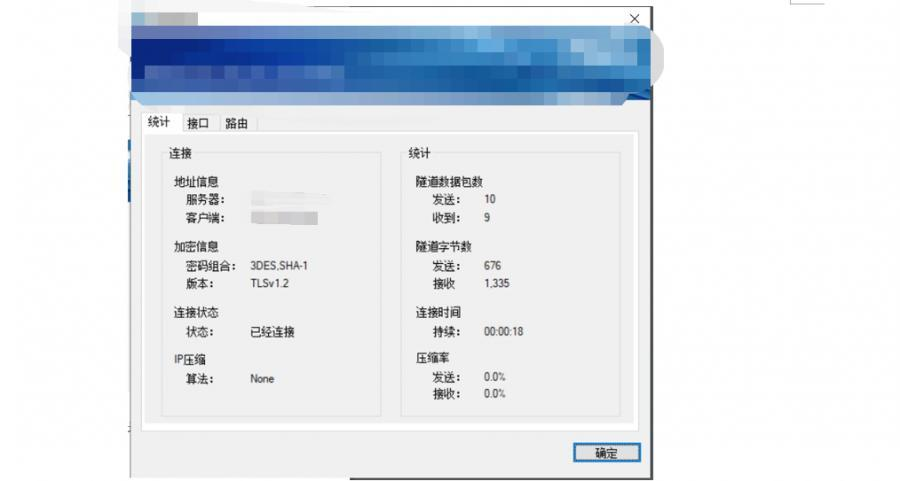 统计 接口 路由
连接
地址信息
服务器：
客户端：
加密信息
密码组合： 3DES,SHA-1
版本： TLSv1.2
连接状态
状态： 已经连接
IP压缩
算法： None
统计
隧道数据包数
发送： 10
收到： 9
隧道字节数
发送： 676
接收 1,335
连接时间
持续： 00:00:18
压缩率
发送： 0.0%
接收： 0.0%
确定